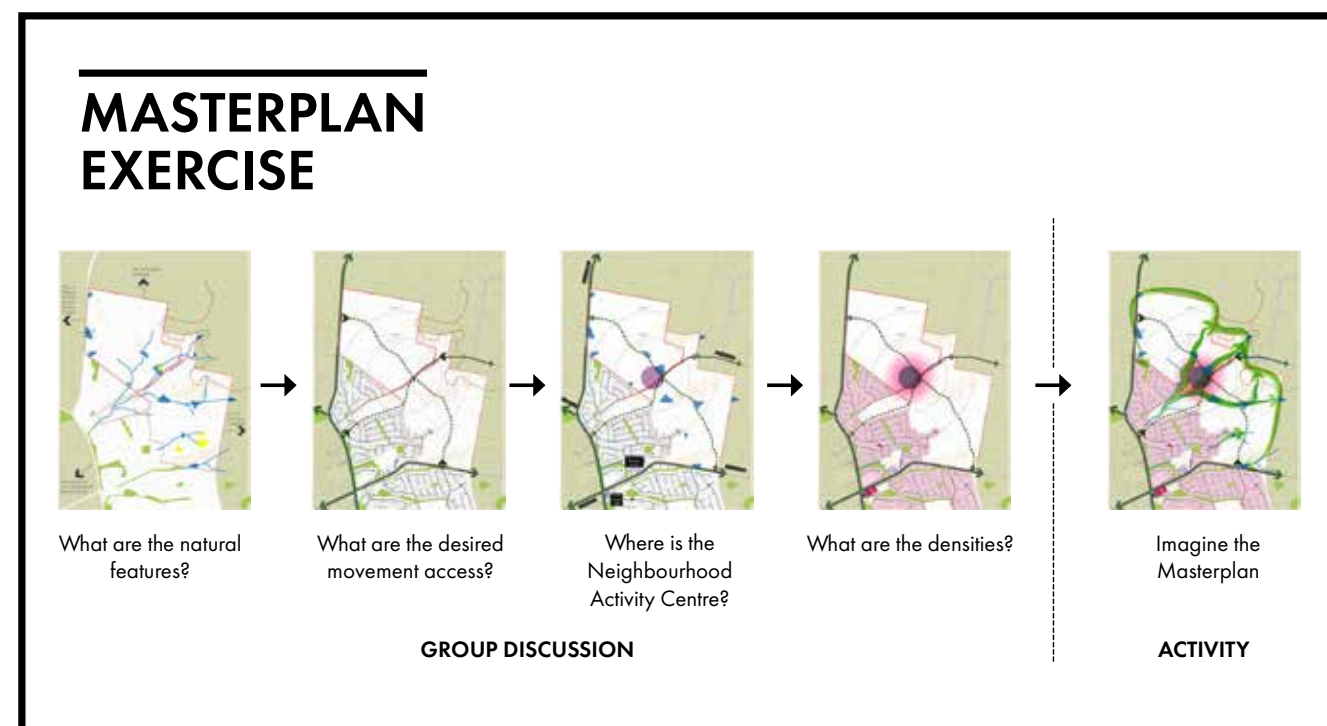 MASTERPLAN
EXERCISE
What are the natural
features?
What are the desired
movement access?
Where is the
Neighbourhood
Activity Centre?
What are the densities?
Imagine the
Masterplan
GROUP DISCUSSION
ACTIVITY